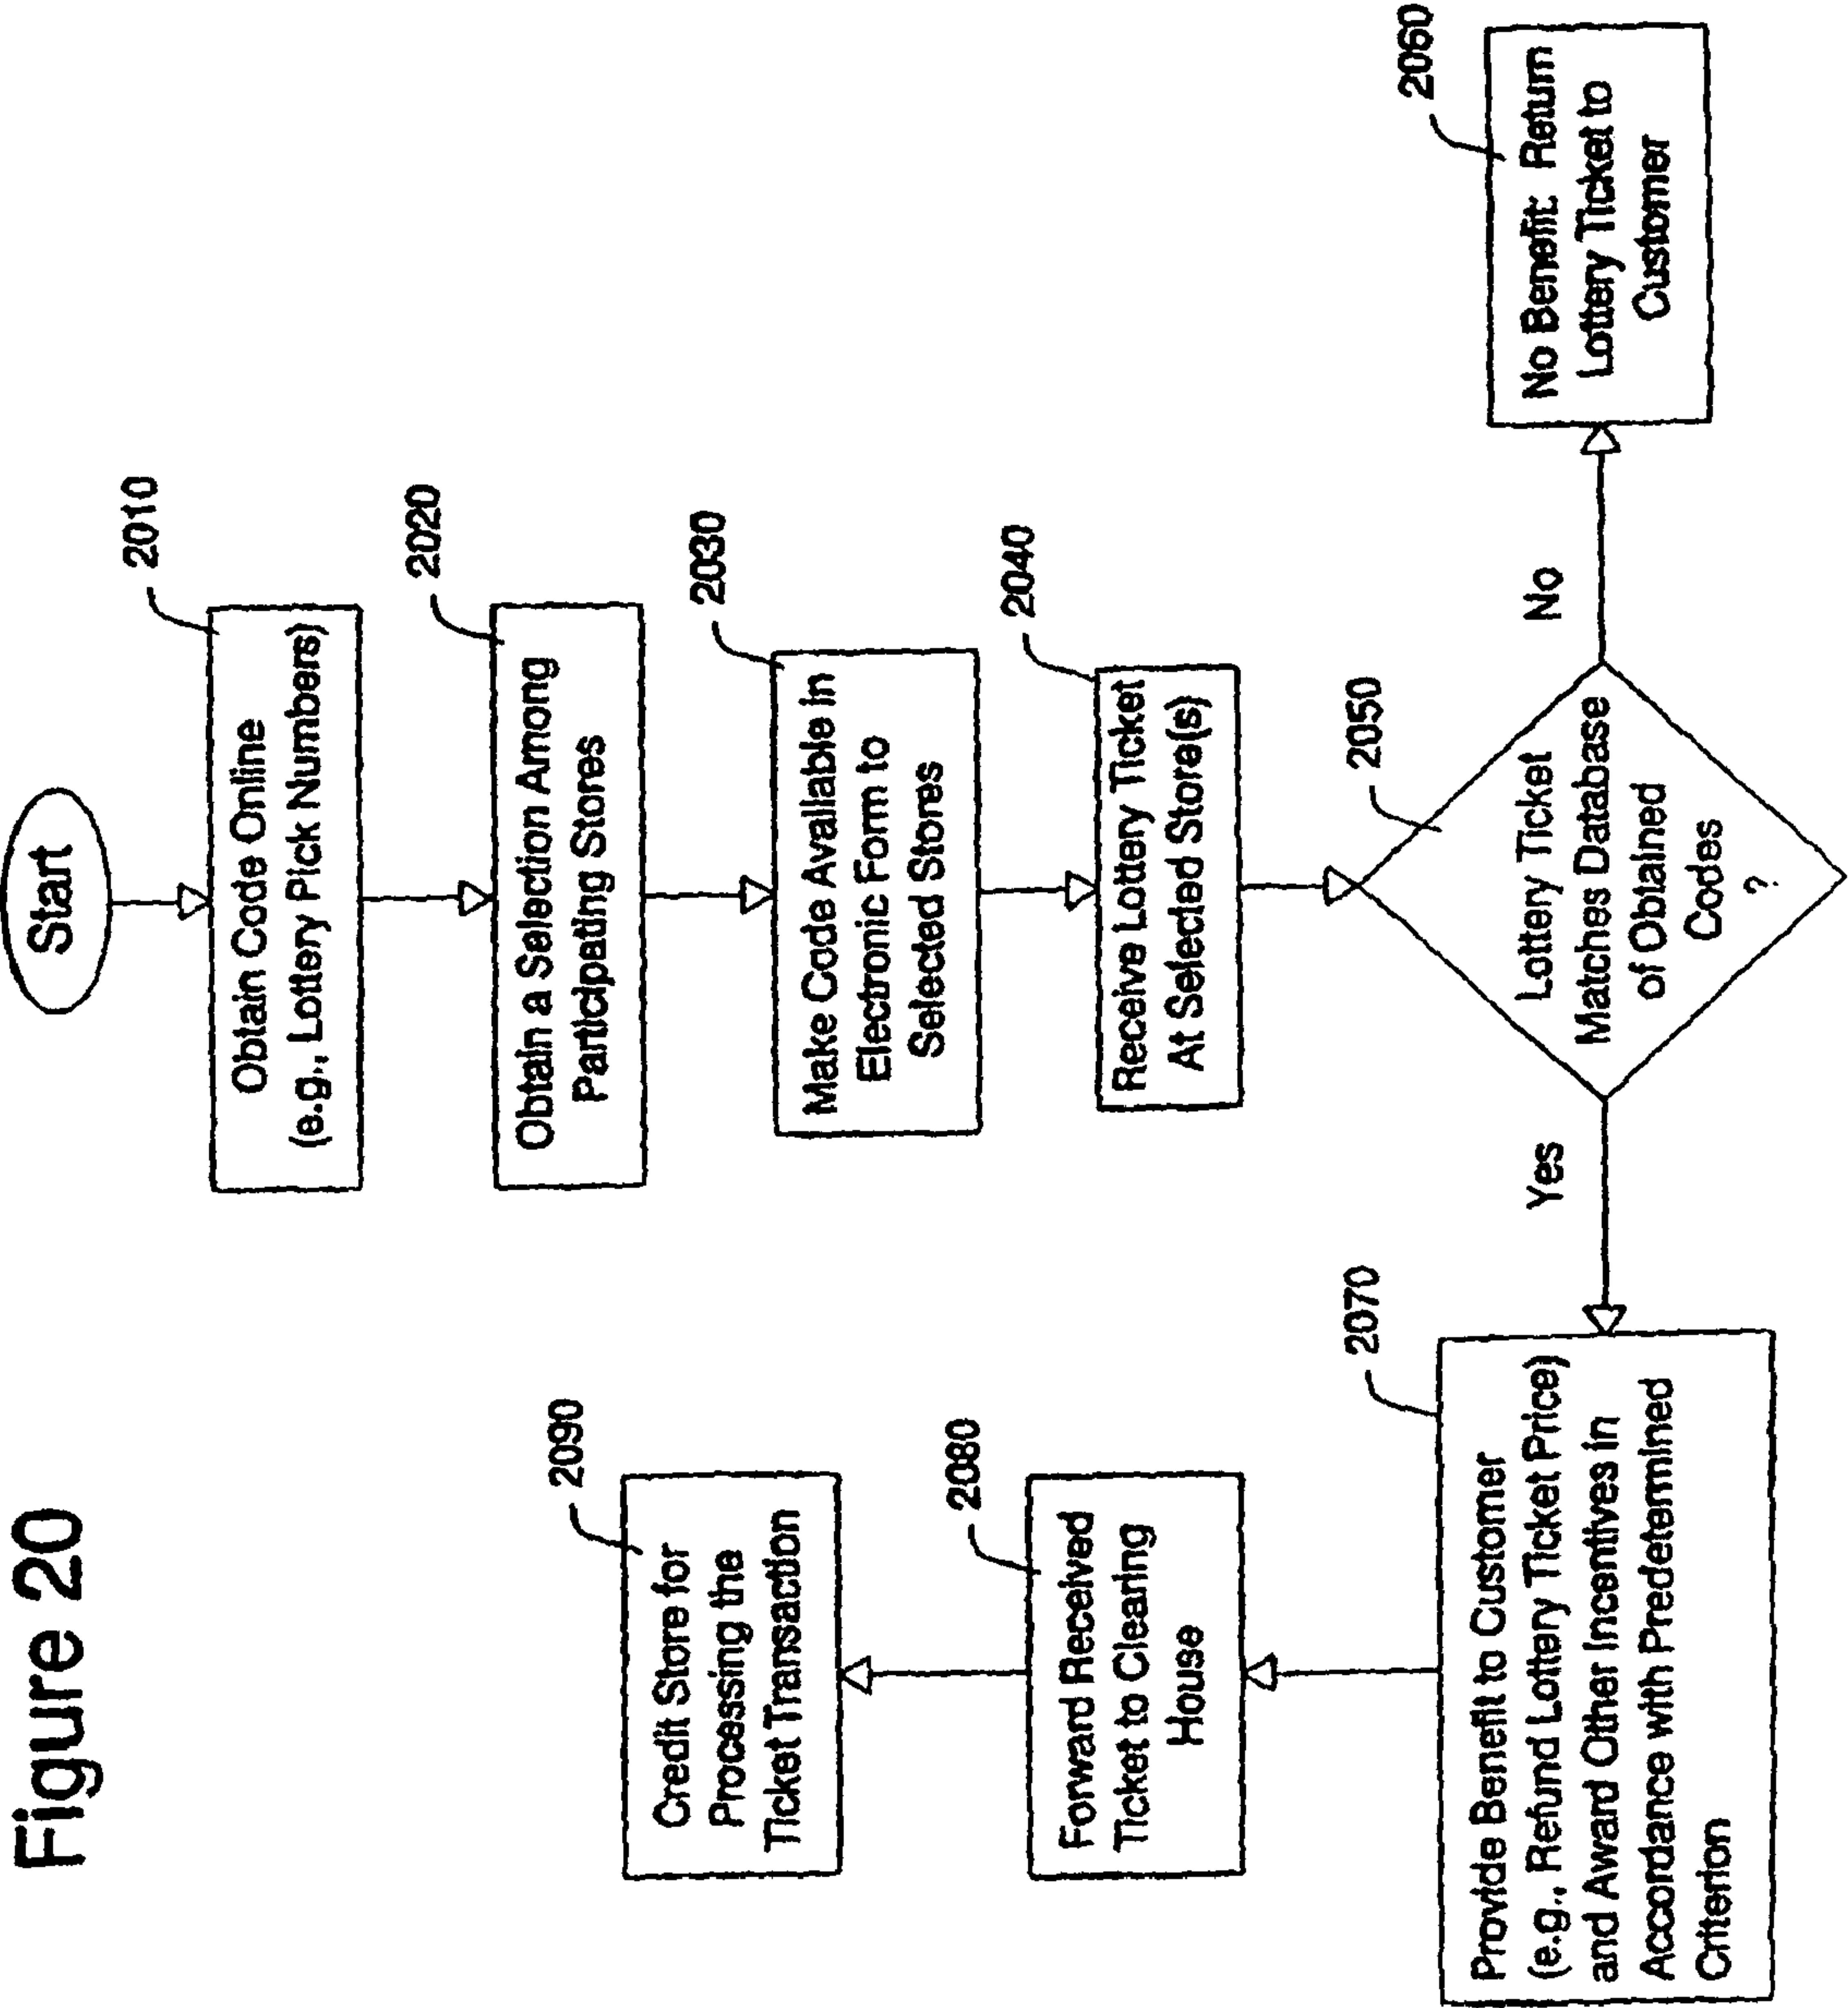 Figure 20
Start
2010
Obtain Code Online
(e.g., Lottery Pick Numbers)
2020
Obtain a Selection Among
Participating Stores
2030
Make Code Available in
Electronic Form to
Selected Stores
2040
Receive Lottery Ticket
At Selected Store(s)
2050
Lottery Ticket
Matches Database
of Obtained
Codes
?
No
2060
No Benefit: Return
Lottery Ticket to
Customer
Yes
2070
Provide Benefit to Customer
(e.g., Refund Lottery Ticket Price)
and Award Other Incentives in
Accordance with Predetermined
Criterion
2080
Forward Received
Ticket to Clearing
House
2090
Credit Store for
Processing the
Ticket Transaction